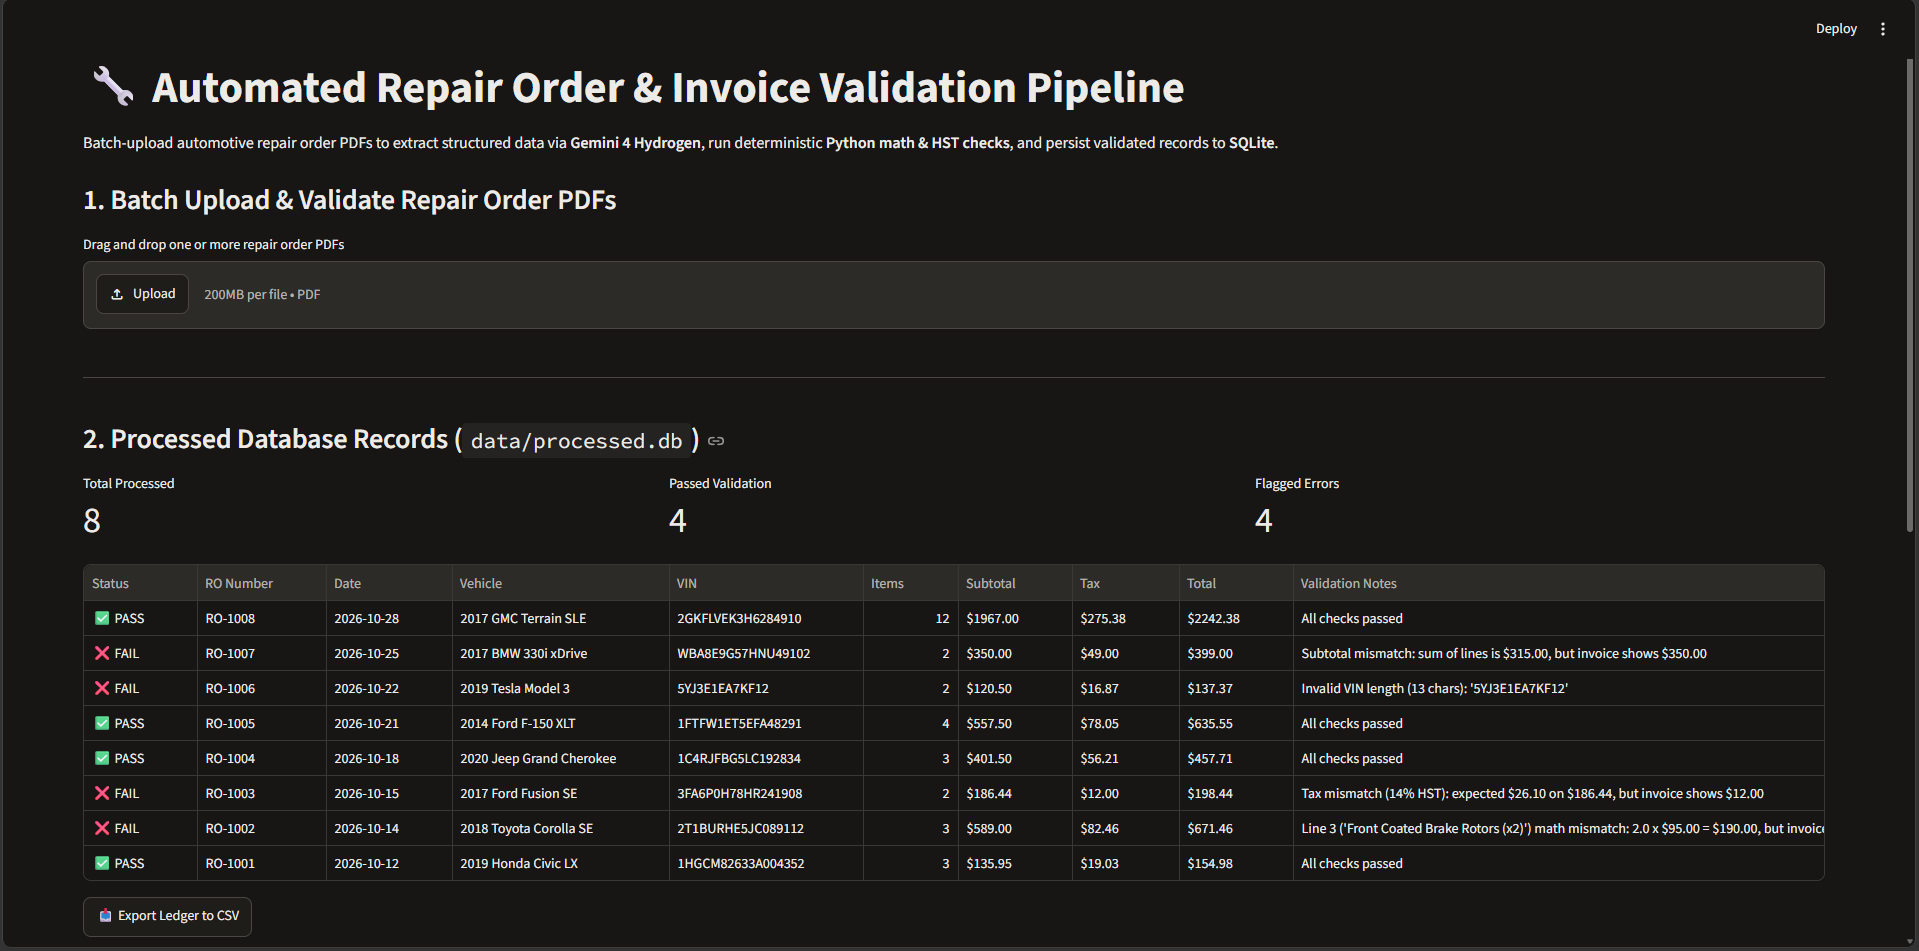 Deploy
Automated Repair Order & Invoice Validation Pipeline
Batch-upload automotive repair order PDFs to extract structured data via Gemini 4 Hydrogen, run deterministic Python math & HST checks, and persist validated records to SQLite.
1. Batch Upload & Validate Repair Order PDFs
Drag and drop one or more repair order PDFs
Upload 200MB per file • PDF
2. Processed Database Records ( data/processed.db )
Total Processed Passed Validation Flagged Errors
8 4 4
Status RO Number Date Vehicle VIN Items Subtotal Tax Total Validation Notes
PASS RO-1008 2026-10-28 2017 GMC Terrain SLE 2GKFLVEK3H6284910 12 $1967.00 $275.38 $2242.38 All checks passed
FAIL RO-1007 2026-10-25 2017 BMW 330i xDrive WBA8E9G57HNU49102 2 $350.00 $49.00 $399.00 Subtotal mismatch: sum of lines is $315.00, but invoice shows $350.00
FAIL RO-1006 2026-10-22 2019 Tesla Model 3 5YJ3E1EA7KF12 2 $120.50 $16.87 $137.37 Invalid VIN length (13 chars): '5YJ3E1EA7KF12'
PASS RO-1005 2026-10-21 2014 Ford F-150 XLT 1FTFW1ET5EFA48291 4 $557.50 $78.05 $635.55 All checks passed
PASS RO-1004 2026-10-18 2020 Jeep Grand Cherokee 1C4RJFBG5LC192834 3 $401.50 $56.21 $457.71 All checks passed
FAIL RO-1003 2026-10-15 2017 Ford Fusion SE 3FA6P0H78HR241908 2 $186.44 $12.00 $198.44 Tax mismatch (14% HST): expected $26.10 on $186.44, but invoice shows $12.00
FAIL RO-1002 2026-10-14 2018 Toyota Corolla SE 2T1BURHE5JC089112 3 $589.00 $82.46 $671.46 Line 3 ('Front Coated Brake Rotors (x2)') math mismatch: 2.0 x $95.00 = $190.00, but invoice
PASS RO-1001 2026-10-12 2019 Honda Civic LX 1HGCM82633A004352 3 $135.95 $19.03 $154.98 All checks passed
Export Ledger to CSV